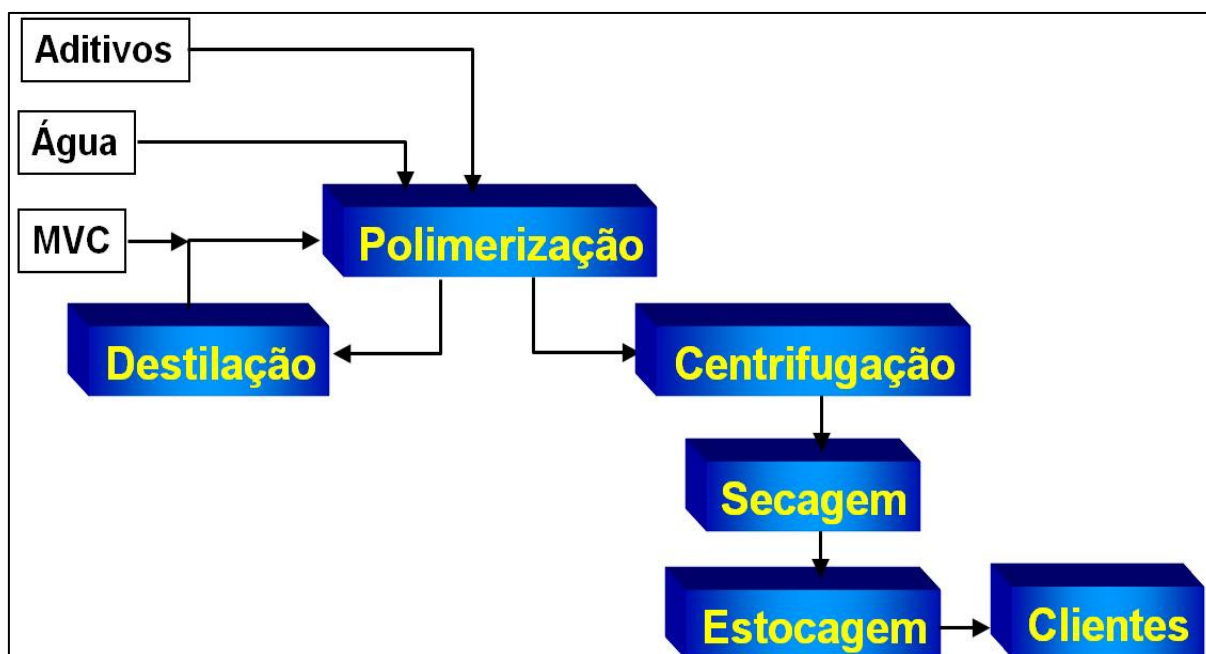 Aditivos
Água
MVC
Polimerização
Destilação
Centrifugação
Secagem
Estocagem
Clientes